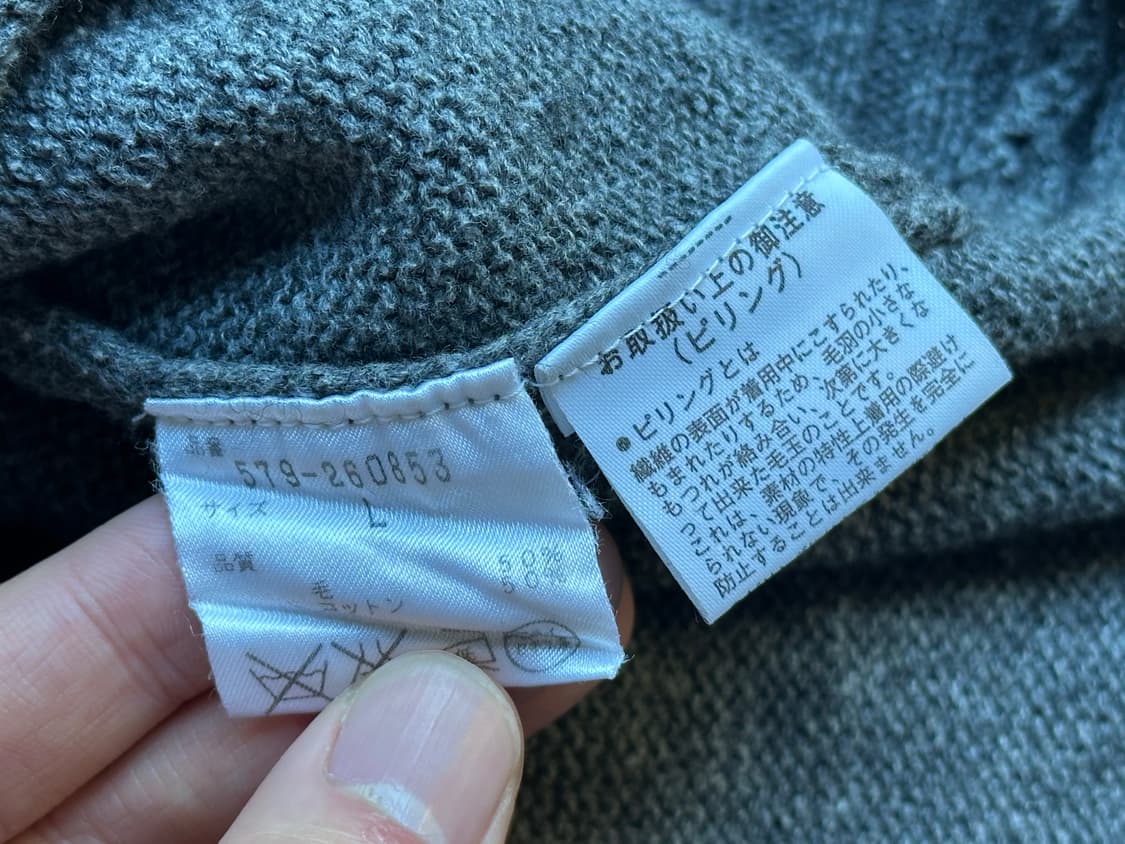 品番
579-260853
サイズ L
品質
毛 50%
コットン 50%
お取扱い上の御注意
(ピリング)
●ピリングとは
繊維の表面が着用中にこすられたり、
もまれたりするため、毛羽の小さな
もつれが絡み合い、次第に大きくな
って出来た毛玉のことです。
これは、素材の特性上着用の際避け
られない現象で、その発生を完全に
防止することは出来ません。